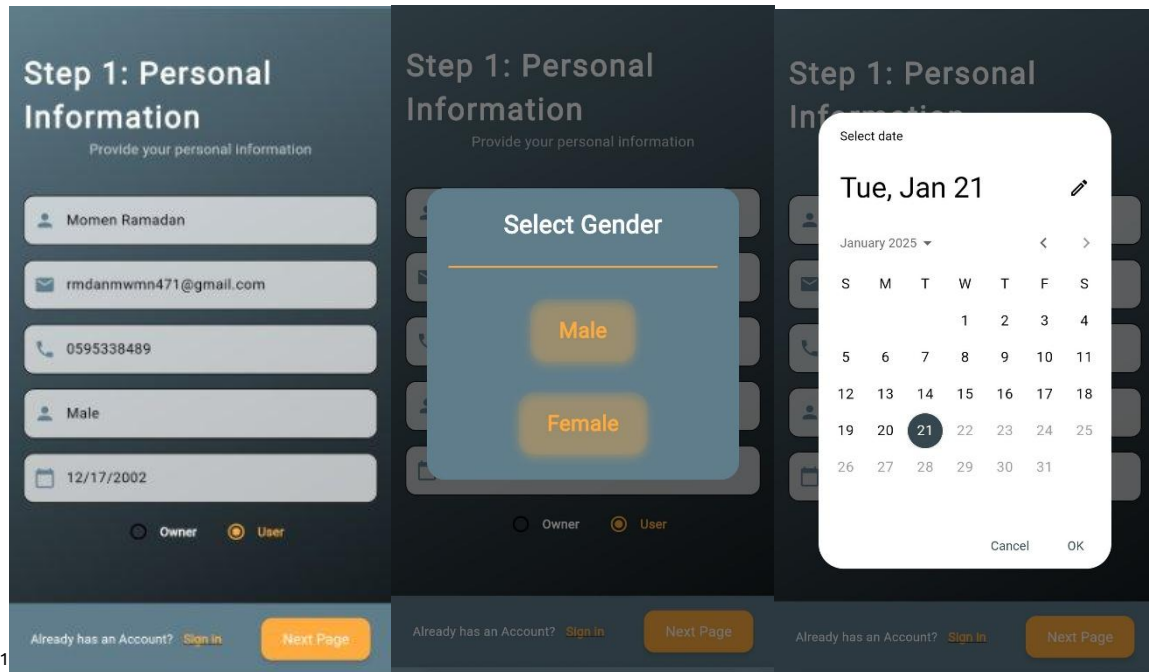 Step 1: Personal
Information
Provide your personal information
Momen Ramadan
rmdanmwmn471@gmail.com
0595338489
Male
12/17/2002
Owner User
Already has an Account? Sign in Next Page
1
Step 1: Personal
Information
Provide your personal information
Select Gender
Male
Female
Owner User
Already has an Account? Sign in Next Page
Step 1: Personal
Information
Select date
Tue, Jan 21
January 2025
S M T W T F S
1 2 3 4
5 6 7 8 9 10 11
12 13 14 15 16 17 18
19 20 21 22 23 24 25
26 27 28 29 30 31
Cancel OK
Already has an Account? Sign in Next Page